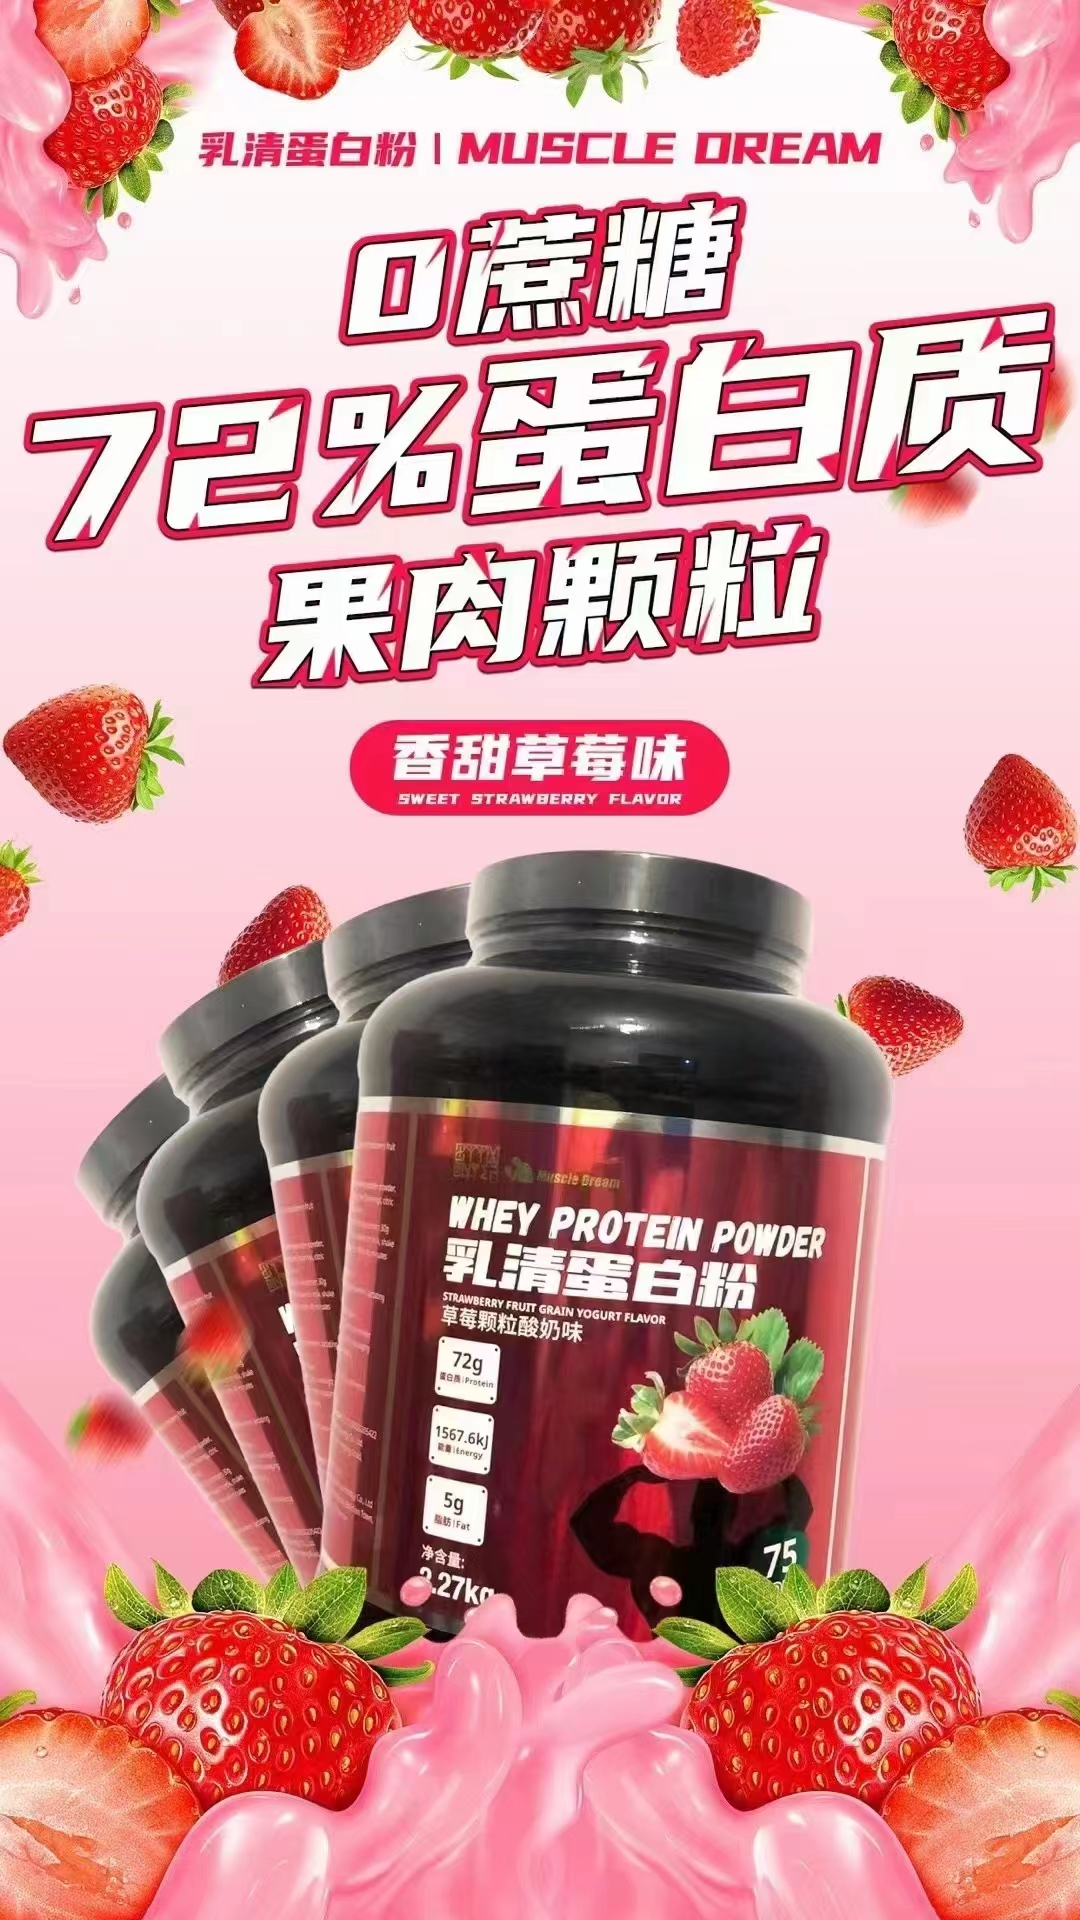 乳清蛋白粉 | MUSCLE DREAM
0蔗糖
72%蛋白质
果肉颗粒
香甜草莓味
SWEET STRAWBERRY FLAVOR
Muscle Dream
WHEY PROTEIN POWDER
乳清蛋白粉
STRAWBERRY FRUIT GRAIN YOGURT FLAVOR
草莓颗粒酸奶味
72g
蛋白质|Protein
1567.6kJ
能量|Energy
5g
脂肪|Fat
净含量:
2.27kg
75